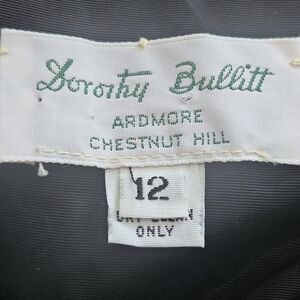 Dorothy Bullitt
ARDMORE
CHESTNUT HILL
12
DRY CLEAN
ONLY